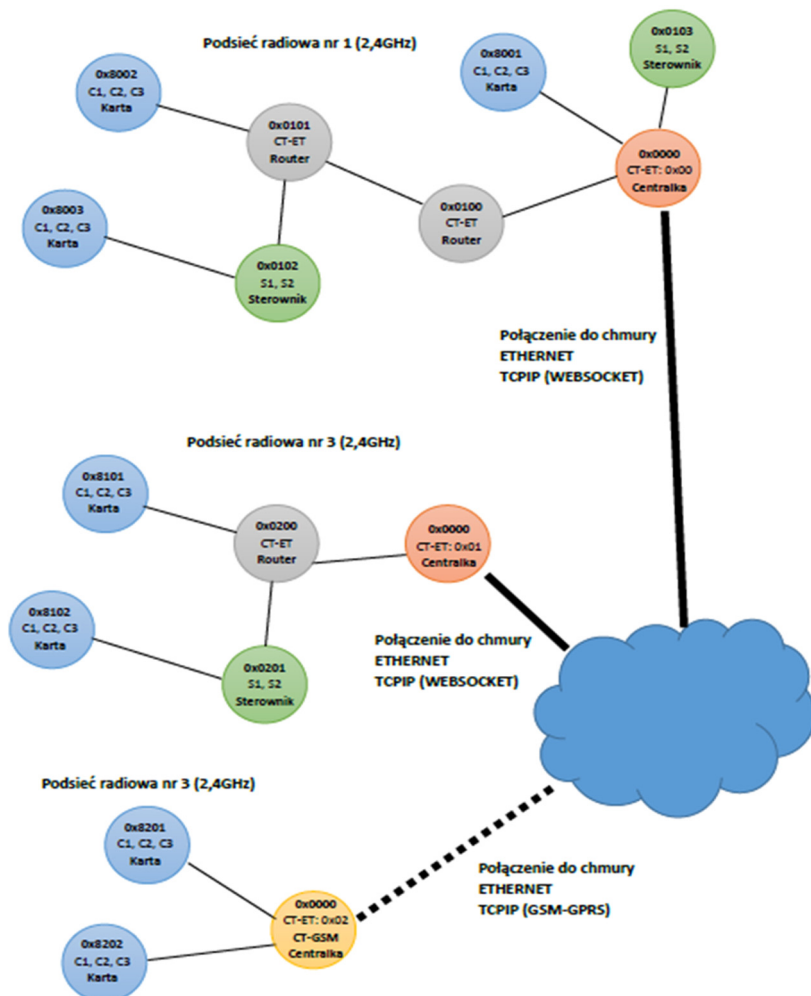 Podsieć radiowa nr 1 (2,4GHz)
0x0103
S1, S2
Sterownik
0x8001
C1, C2, C3
Karta
0x8002
C1, C2, C3
Karta
0x0101
CT-ET
Router
0x0000
CT-ET: 0x00
Centralka
0x8003
C1, C2, C3
Karta
0x0100
CT-ET
Router
0x0102
S1, S2
Sterownik
Połączenie do chmury
ETHERNET
TCPIP (WEBSOCKET)
Podsieć radiowa nr 3 (2,4GHz)
0x8101
C1, C2, C3
Karta
0x0200
CT-ET
Router
0x0000
CT-ET: 0x01
Centralka
0x8102
C1, C2, C3
Karta
0x0201
S1, S2
Sterownik
Połączenie do chmury
ETHERNET
TCPIP (WEBSOCKET)
Podsieć radiowa nr 3 (2,4GHz)
0x8201
C1, C2, C3
Karta
0x0000
CT-ET: 0x02
CT-GSM
Centralka
0x8202
C1, C2, C3
Karta
Połączenie do chmury
ETHERNET
TCPIP (GSM-GPRS)